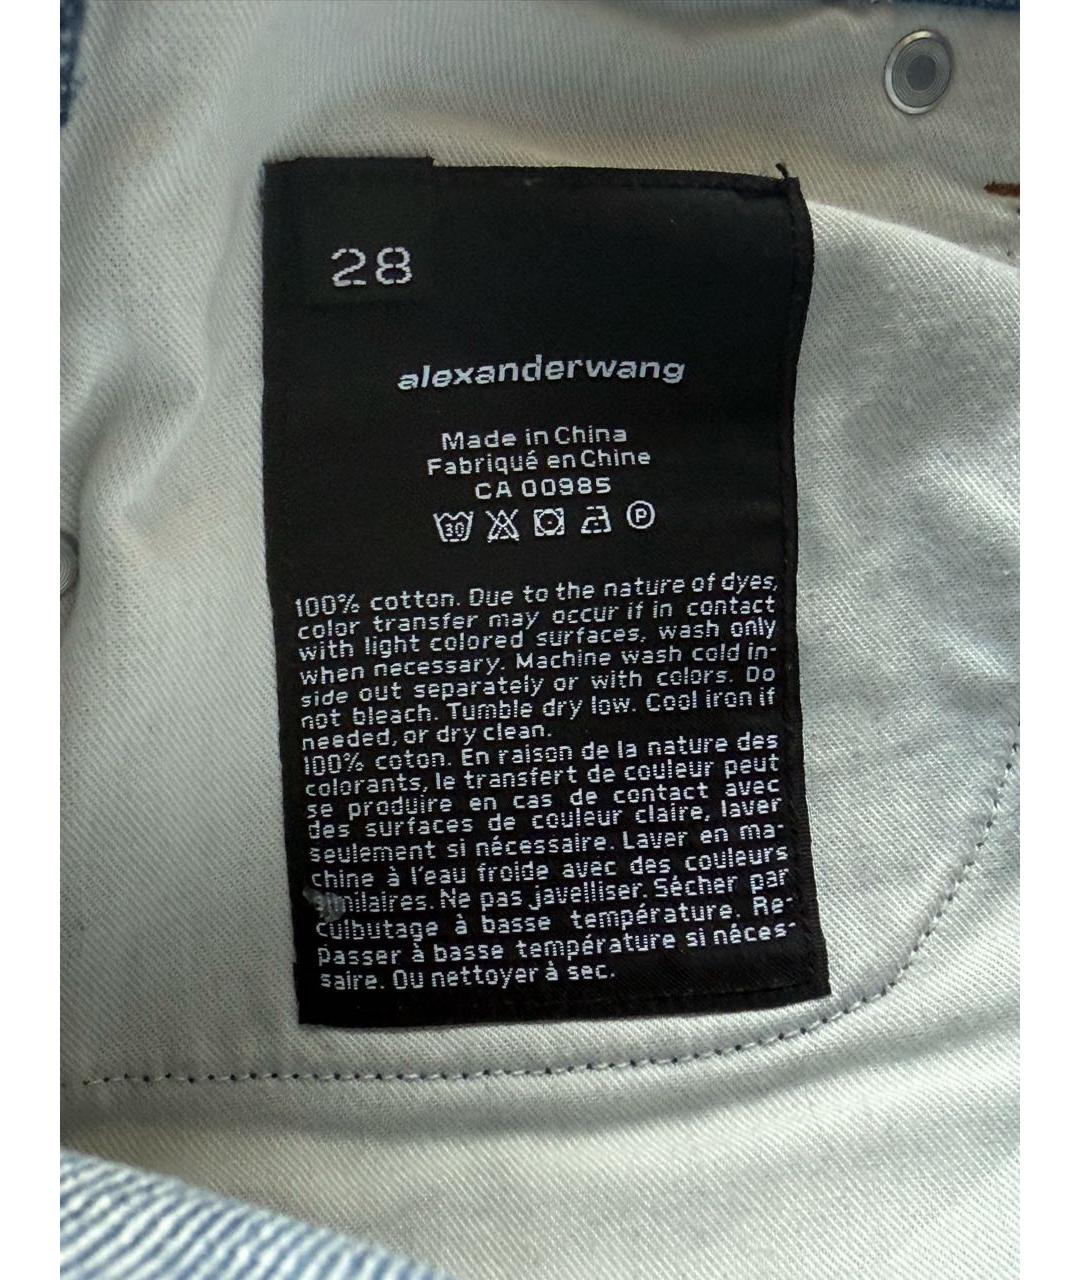 28
alexanderwang
Made in China
Fabriqué en Chine
CA 00985
30 P
100% cotton. Due to the nature of dyes,
color transfer may occur if in contact
with light colored surfaces, wash only
when necessary. Machine wash cold in-
side out separately or with colors. Do
not bleach. Tumble dry low. Cool iron if
needed, or dry clean.
100% coton. En raison de la nature des
colorants, le transfert de couleur peut
se produire en cas de contact avec
des surfaces de couleur claire, laver
seulement si nécessaire. Laver en ma-
chine à l'eau froide avec des couleurs
similaires. Ne pas javelliser. Sécher par
culbutage à basse température. Re-
passer à basse température si néces-
saire. Ou nettoyer à sec.